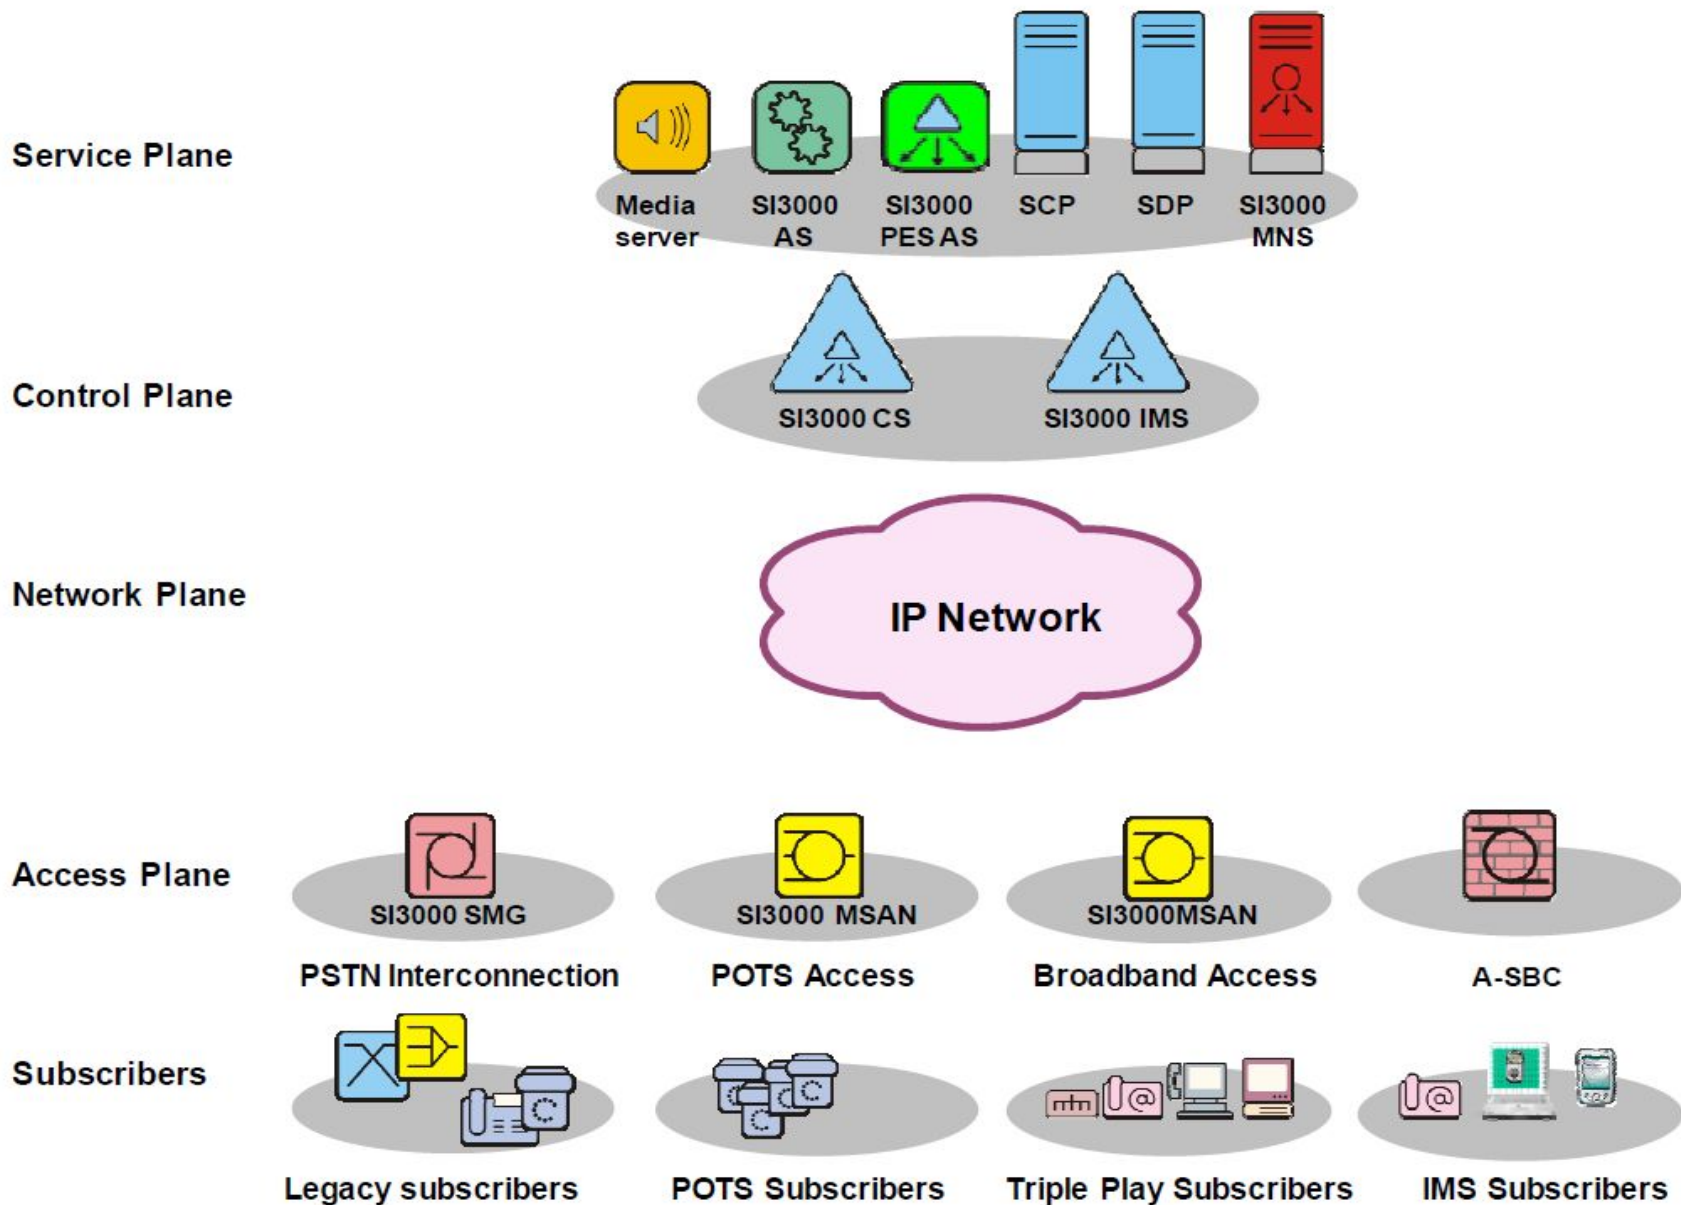 Service Plane
Media server
SI3000 AS
SI3000 PES AS
SCP
SDP
SI3000 MNS
Control Plane
SI3000 CS
SI3000 IMS
Network Plane
IP Network
Access Plane
SI3000 SMG
SI3000 MSAN
SI3000MSAN
PSTN Interconnection
POTS Access
Broadband Access
A-SBC
Subscribers
@
@
Legacy subscribers
POTS Subscribers
Triple Play Subscribers
IMS Subscribers